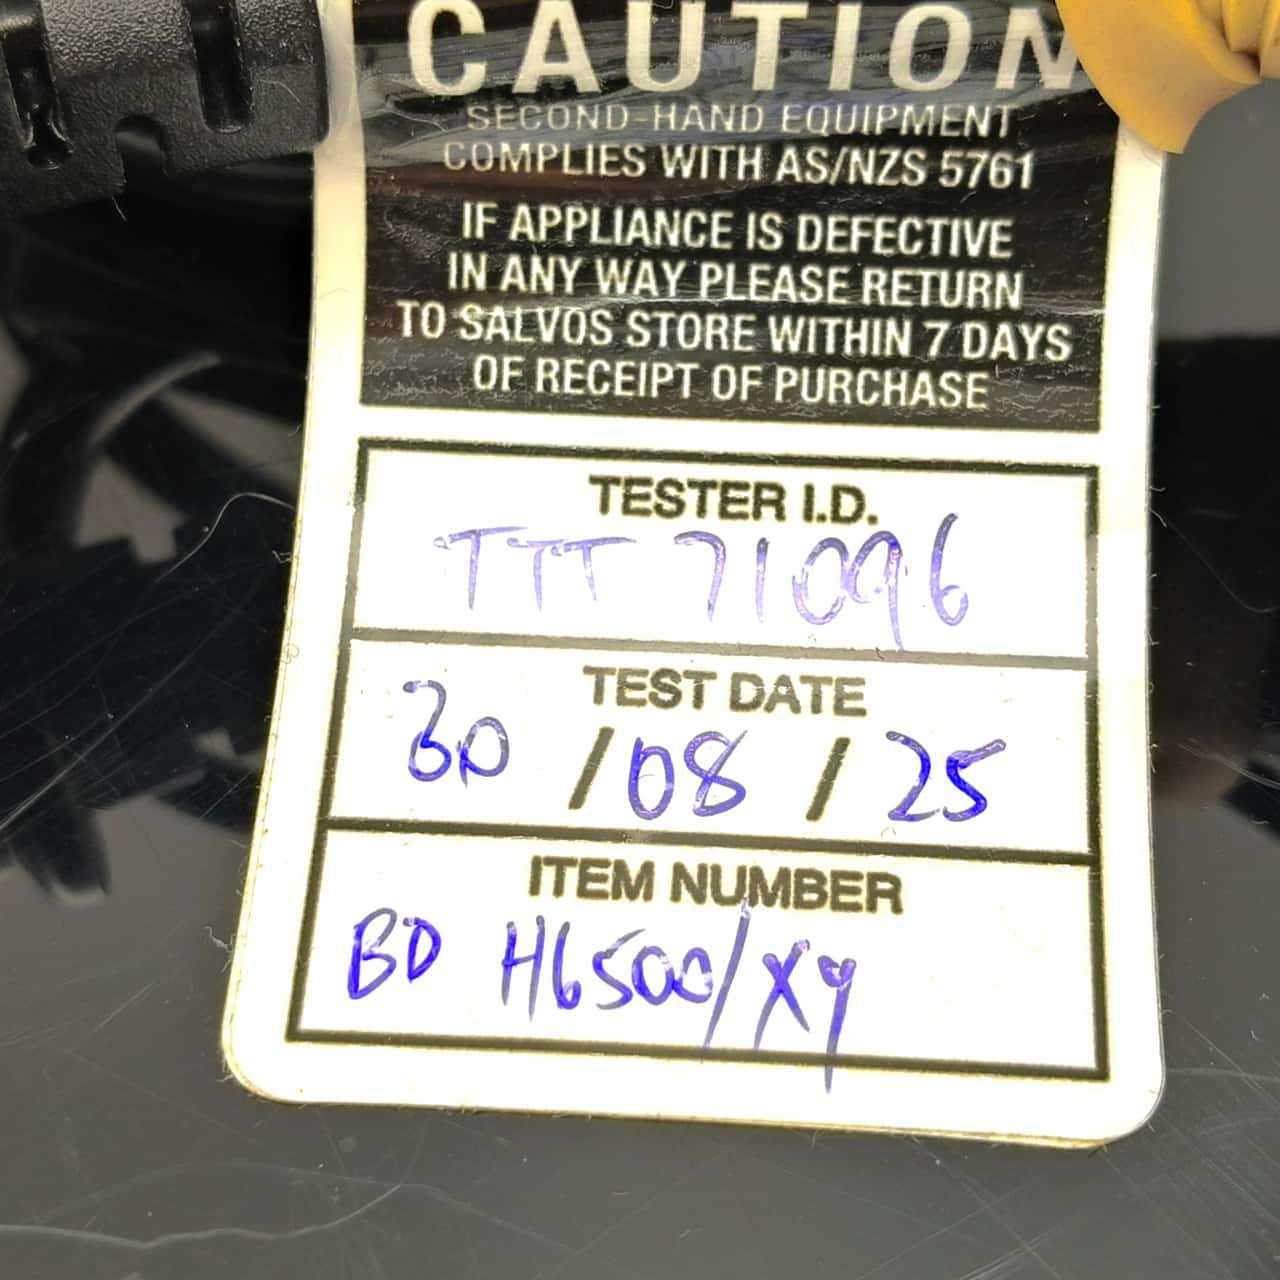 CAUTION
SECOND-HAND EQUIPMENT
COMPLIES WITH AS/NZS 5761
IF APPLIANCE IS DEFECTIVE
IN ANY WAY PLEASE RETURN
TO SALVOS STORE WITHIN 7 DAYS
OF RECEIPT OF PURCHASE
TESTER I.D.
TTT 71096
TEST DATE
30 / 08 / 25
ITEM NUMBER
BD H6500/XY